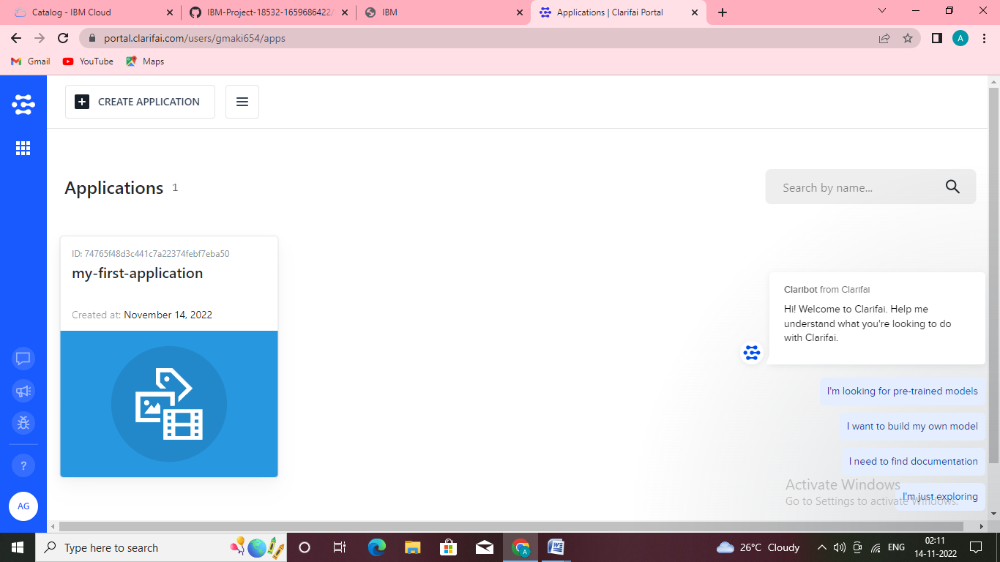 Catalog - IBM Cloud
IBM-Project-18532-1659686422/
IBM
Applications | Clarifai Portal
portal.clarifai.com/users/gmaki654/apps
A
Gmail
YouTube
Maps
CREATE APPLICATION
Applications 1
Search by name...
ID: 74765f48d3c441c7a22374febf7eba50
my-first-application
Created at: November 14, 2022
Claribot from Clarifai
Hi! Welcome to Clarifai. Help me
understand what you're looking to do
with Clarifai.
I'm looking for pre-trained models
I want to build my own model
I need to find documentation
I'm just exploring
Activate Windows
Go to Settings to activate Windows.
?
AG
Type here to search
26°C Cloudy
ENG
02:11
14-11-2022